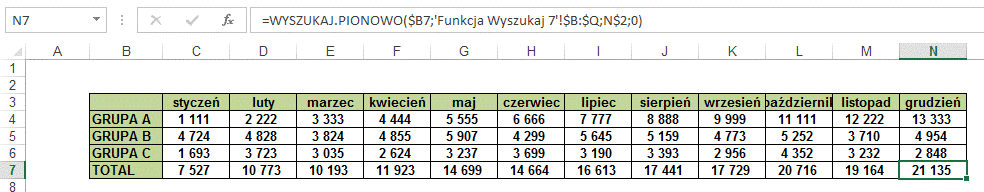 N7 fx =WYSZUKAJ.PIONOWO($B7;'Funkcja Wyszukaj 7'!$B:$Q;N$2;0)
A B C D E F G H I J K L M N
1
2
3 styczeń luty marzec kwiecień maj czerwiec lipiec sierpień wrzesień październik listopad grudzień
4 GRUPA A 1 111 2 222 3 333 4 444 5 555 6 666 7 777 8 888 9 999 11 111 12 222 13 333
5 GRUPA B 4 724 4 828 3 824 4 855 5 907 4 299 5 645 5 159 4 773 5 252 3 710 4 954
6 GRUPA C 1 693 3 723 3 035 2 624 3 237 3 699 3 190 3 393 2 956 4 352 3 232 2 848
7 TOTAL 7 527 10 773 10 193 11 923 14 699 14 664 16 613 17 441 17 729 20 716 19 164 21 135
8